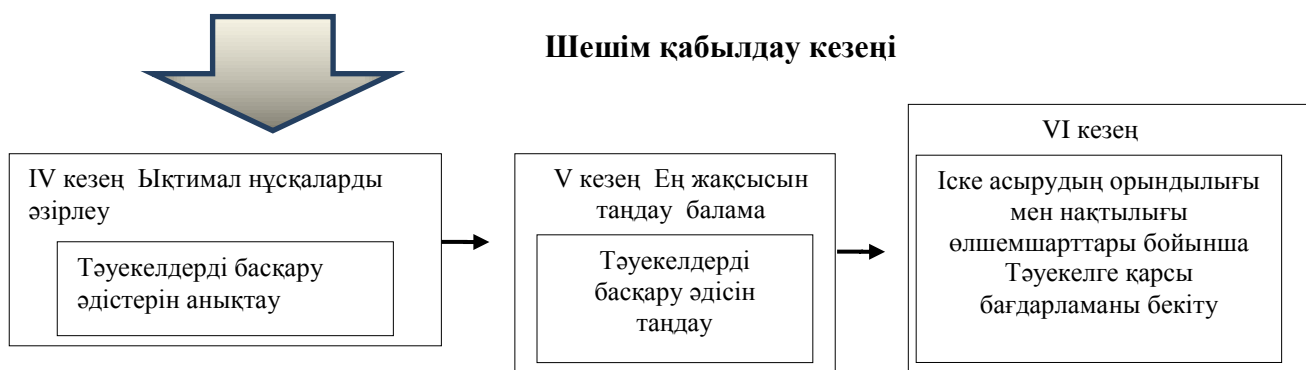 Шешім қабылдау кезеңі
IV кезең Ықтимал нұсқаларды
әзірлеу
Тәуекелдерді басқару
әдістерін анықтау
V кезең Ең жақсысын
таңдау балама
Тәуекелдерді
басқару әдісін
таңдау
VI кезең
Іске асырудың орындылығы
мен нақтылығы
өлшемшарттары бойынша
Тәуекелге қарсы
бағдарламаны бекіту